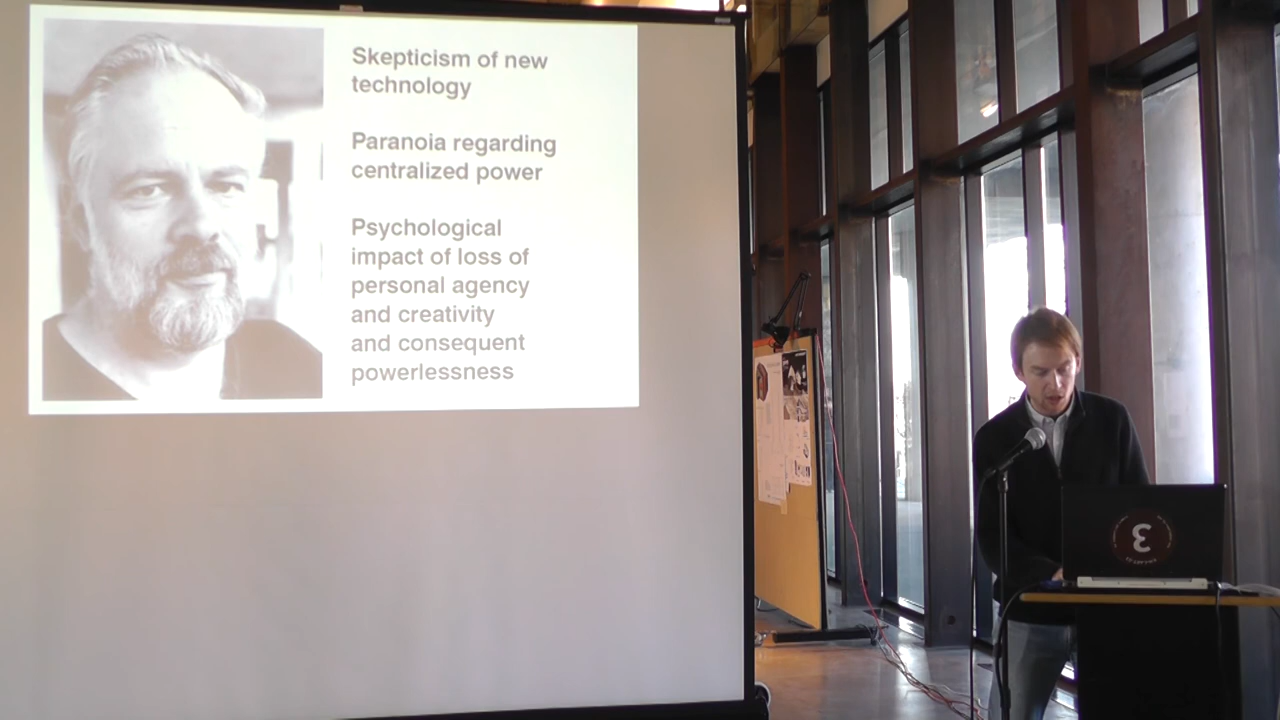 Skepticism of new
technology
Paranoia regarding
centralized power
Psychological
impact of loss of
personal agency
and creativity
and consequent
powerlessness